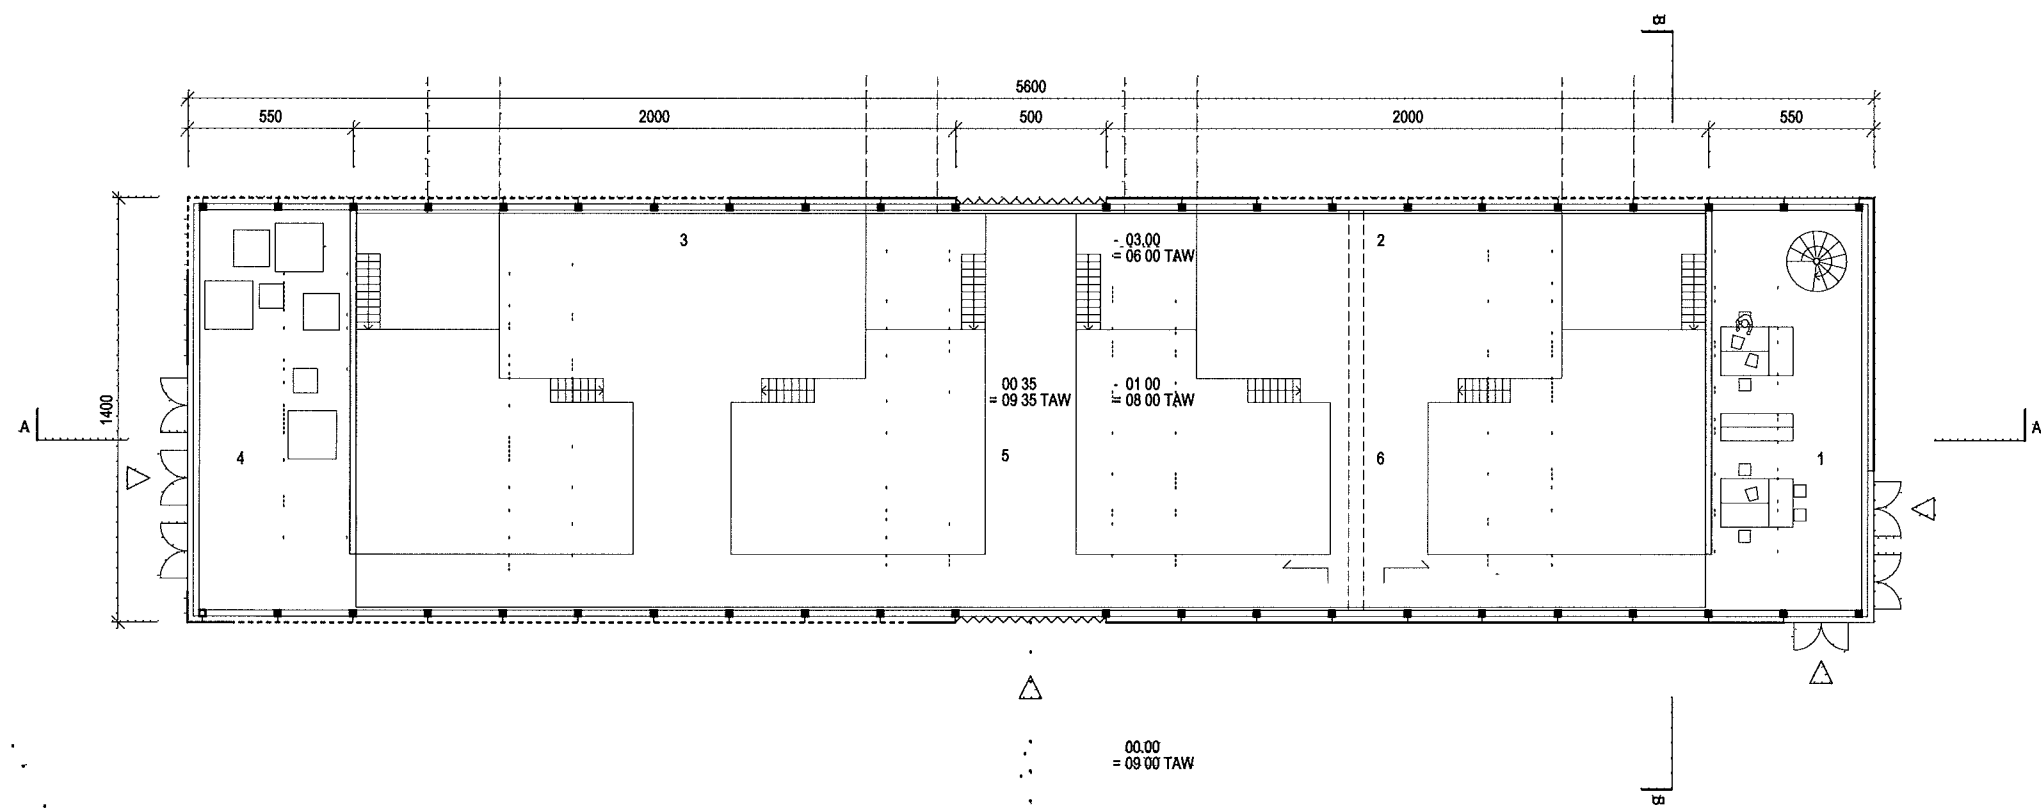 B
5600
550 2000 500 2000 550
3 - 03.00 2
= 06 00 TAW
1400
00 35 - 01 00
= 09 35 TAW = 08 00 TAW
A A
4 5 6 1
00.00
= 09 00 TAW
B